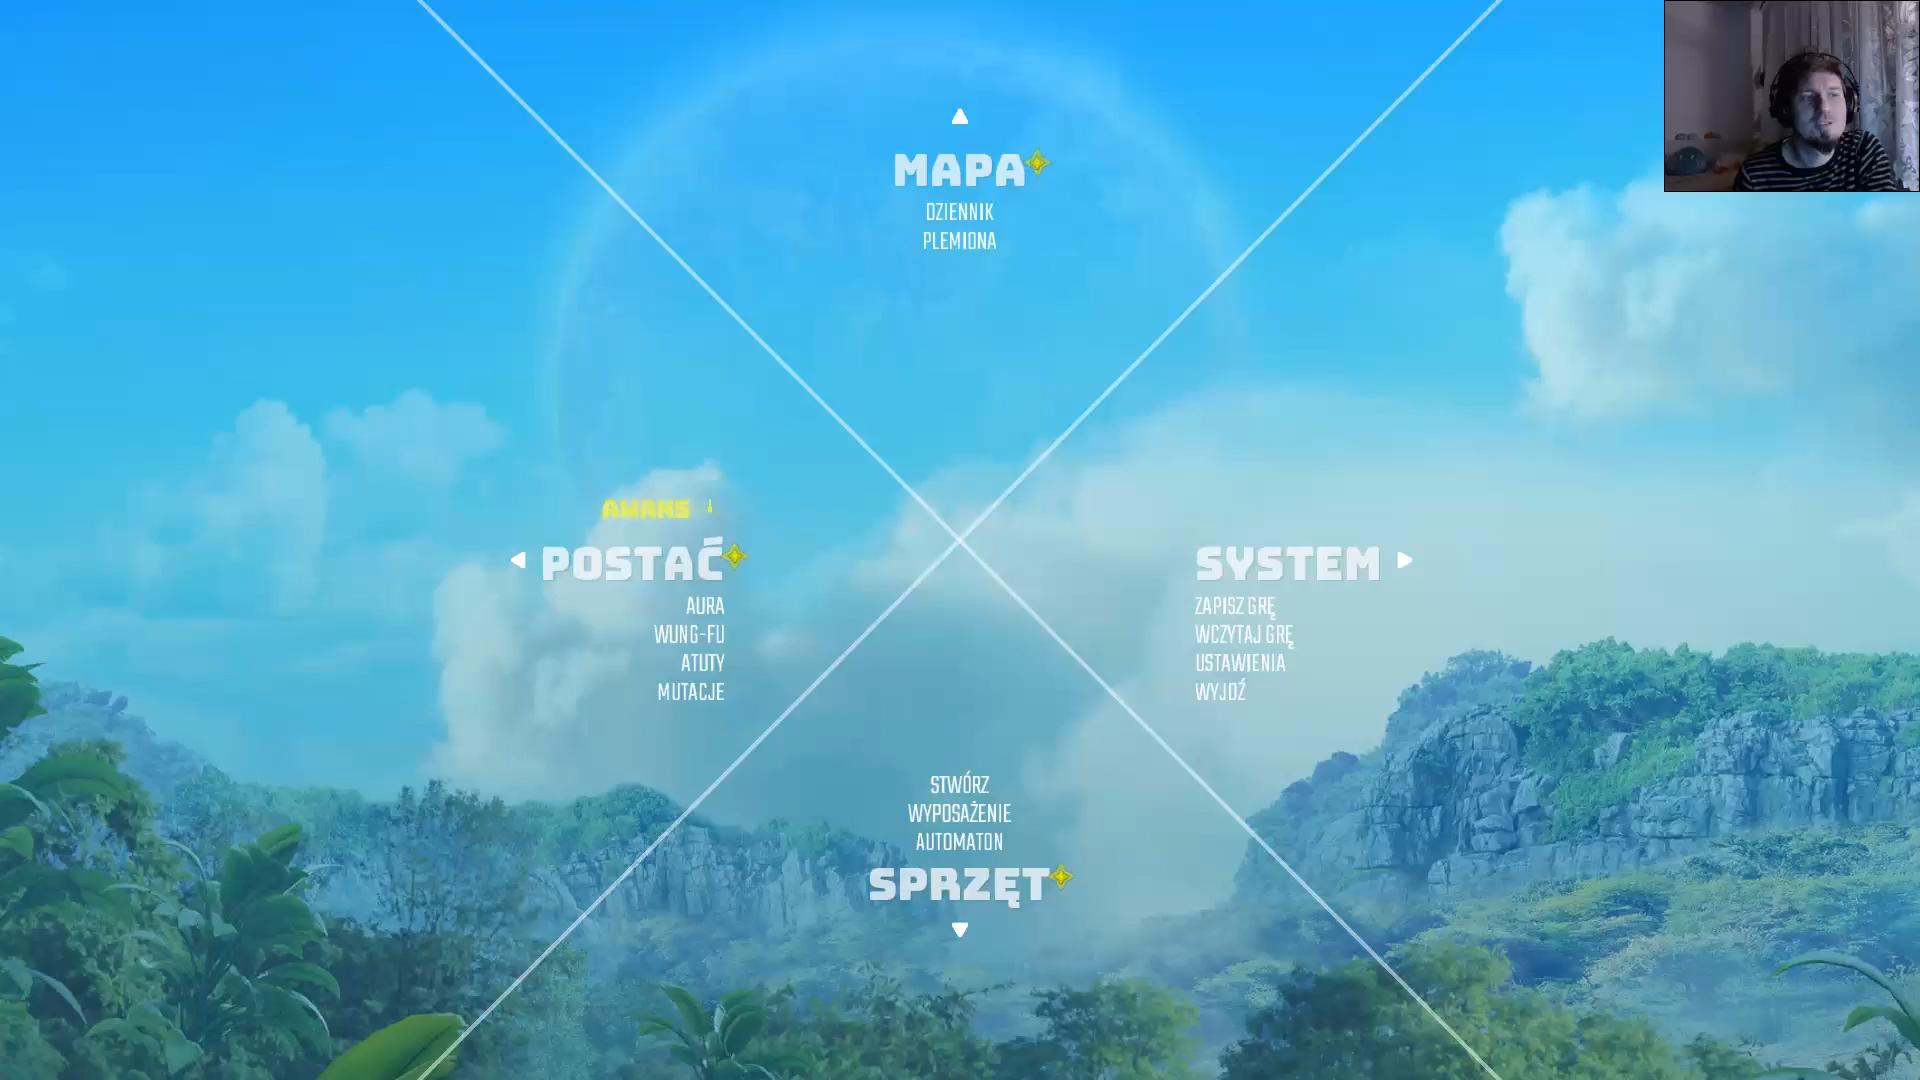 MAPA
DZIENNIK
PLEMIONA
AWANS
POSTAĆ
AURA
WUNG-FU
ATUTY
MUTACJE
SYSTEM
ZAPISZ GRĘ
WCZYTAJ GRĘ
USTAWIENIA
WYJDŹ
STWÓRZ
WYPOSAŻENIE
AUTOMATON
SPRZĘT